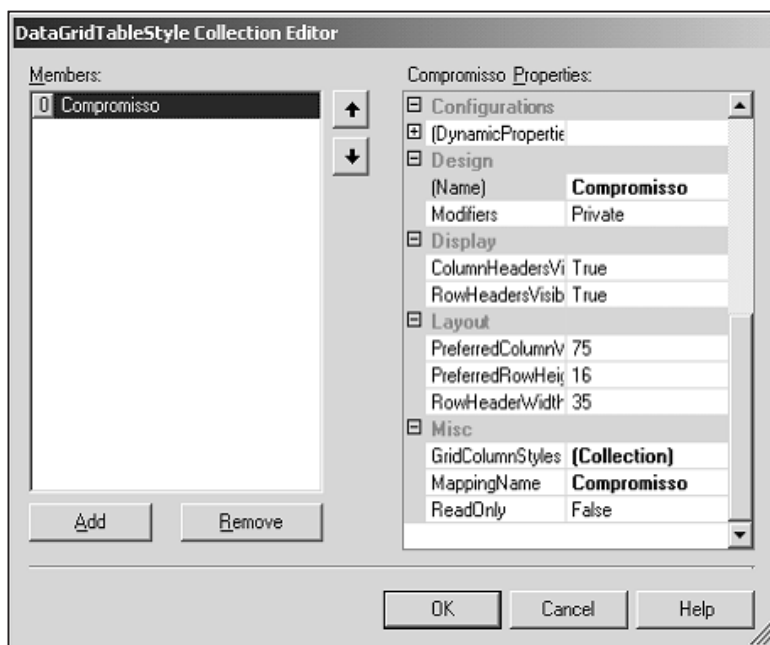 DataGridTableStyle Collection Editor
Members:
0 Compromisso
Add
Remove
Compromisso Properties:
Configurations
(DynamicPropertie
Design
(Name) Compromisso
Modifiers Private
Display
ColumnHeadersVi True
RowHeadersVisib True
Layout
PreferredColumnW 75
PreferredRowHeig 16
RowHeaderWidth 35
Misc
GridColumnStyles (Collection)
MappingName Compromisso
ReadOnly False
OK
Cancel
Help